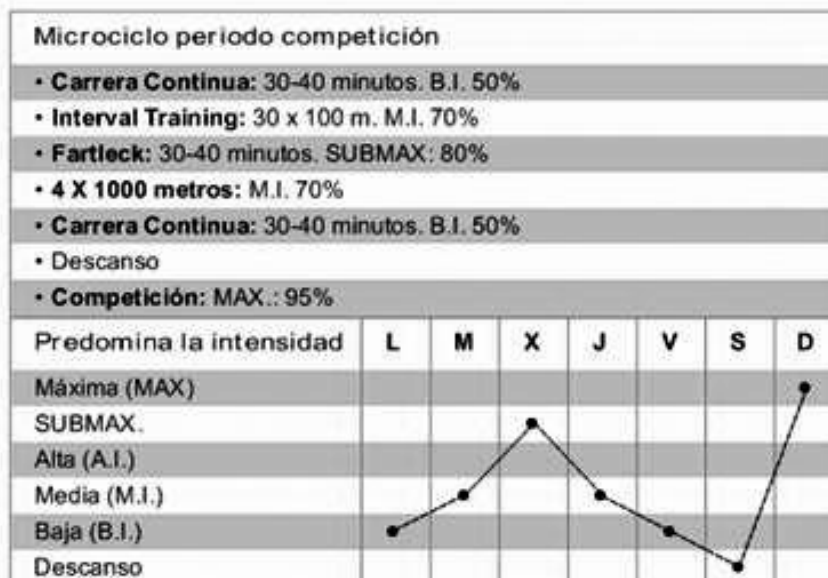 Microciclo periodo competición
• Carrera Continua: 30-40 minutos. B.I. 50%
• Interval Training: 30 x 100 m. M.I. 70%
• Fartleck: 30-40 minutos. SUBMAX: 80%
• 4 X 1000 metros: M.I. 70%
• Carrera Continua: 30-40 minutos. B.I. 50%
• Descanso
• Competición: MAX.: 95%
Predomina la intensidad L M X J V S D
Máxima (MAX)
SUBMAX.
Alta (A.I.)
Media (M.I.)
Baja (B.I.)
Descanso